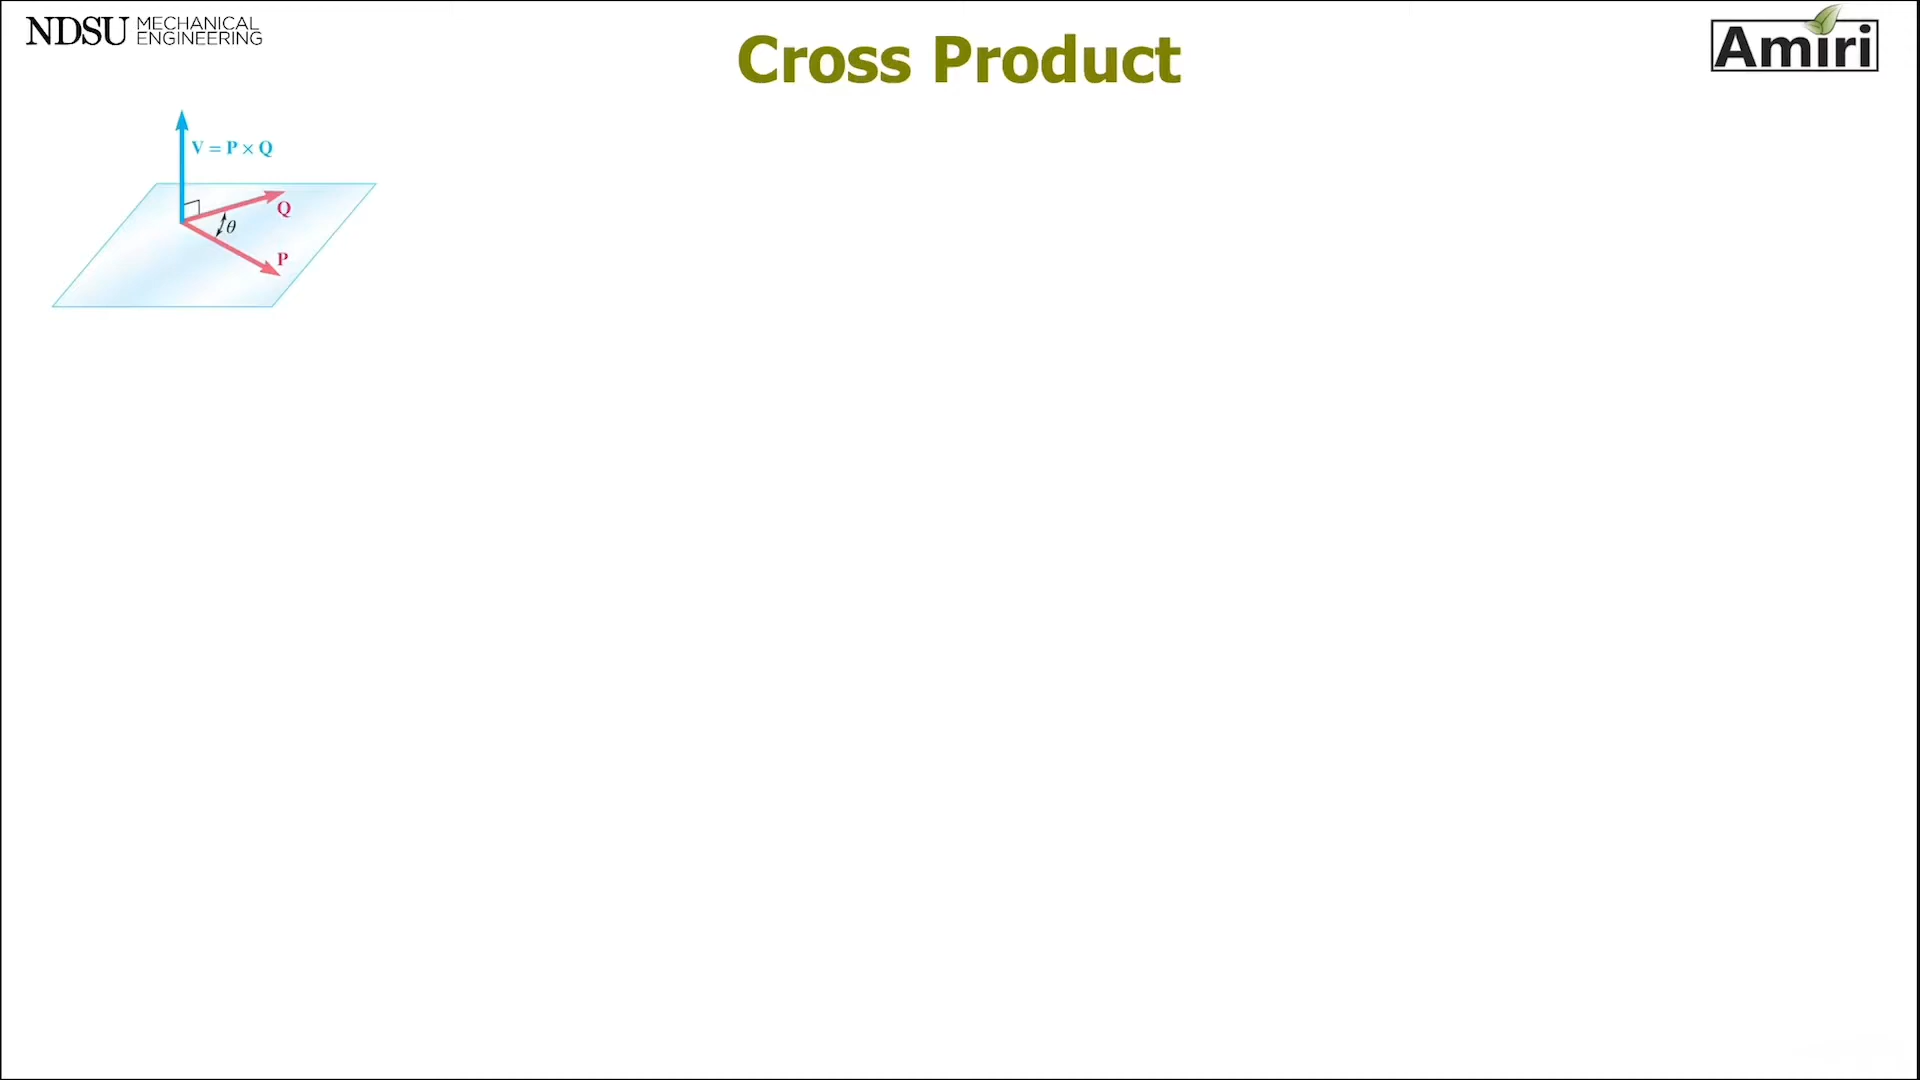 NDSU MECHANICAL
ENGINEERING
Cross Product
Amiri
V = P × Q
Q
θ
P